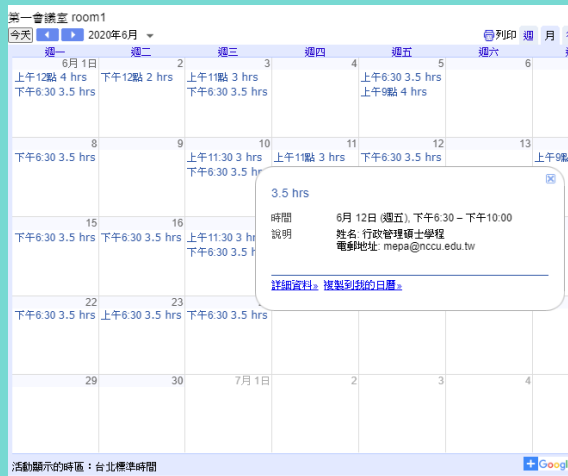 第一會議室 room1
今天 2020年6月 列印 週 月
週一 週二 週三 週四 週五 週六
6月 1日 2 3 4 5 6
上午12點 4 hrs 下午12點 2 hrs 上午11點 3 hrs 上午6:30 3.5 hrs
下午6:30 3.5 hrs 下午6:30 3.5 hrs 上午9點 4 hrs
8 9 10 11 12 13
下午6:30 3.5 hrs 上午11:30 3 hrs 上午11點 3 hrs 下午6:30 3.5 hrs 上午9點
下午6:30 3.5 h
3.5 hrs
時間 6月 12日 (週五), 下午6:30 – 下午10:00
說明 姓名: 行政管理碩士學程
電郵地址: mepa@nccu.edu.tw
詳細資料» 複製到我的日曆»
15 16
下午6:30 3.5 hrs 下午6:30 3.5 hrs 上午11:30 3 h
下午6:30 3.5
22 23
下午6:30 3.5 hrs 上午6:30 3.5 hrs 下午6:30 3.5 hrs
29 30 7月 1日 2 3 4
活動顯示的時區：台北標準時間
Googl